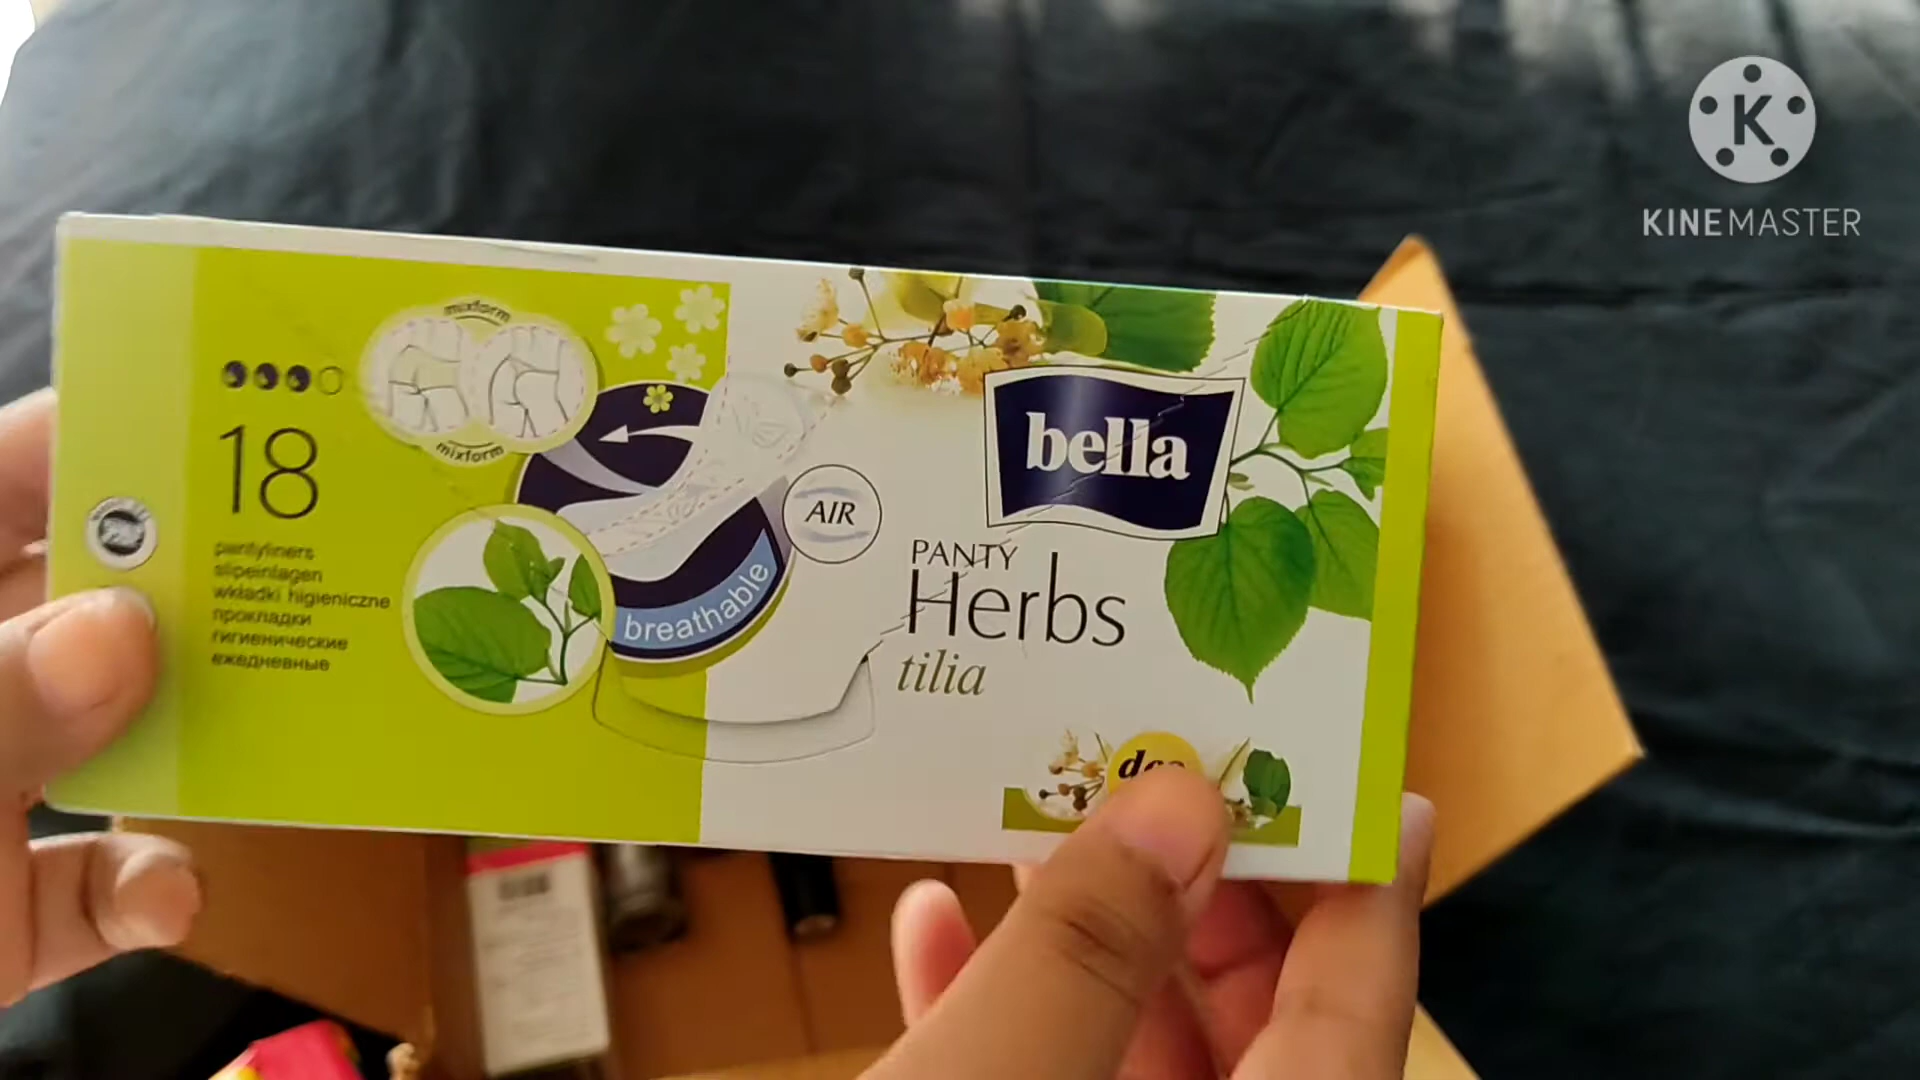 K
KINEMASTER
mixform
mixform
18
pantyliners
slipeinlagen
wkładki higieniczne
прокладки
гигиенические
ежедневные
breathable
AIR
bella
PANTY
Herbs
tilia